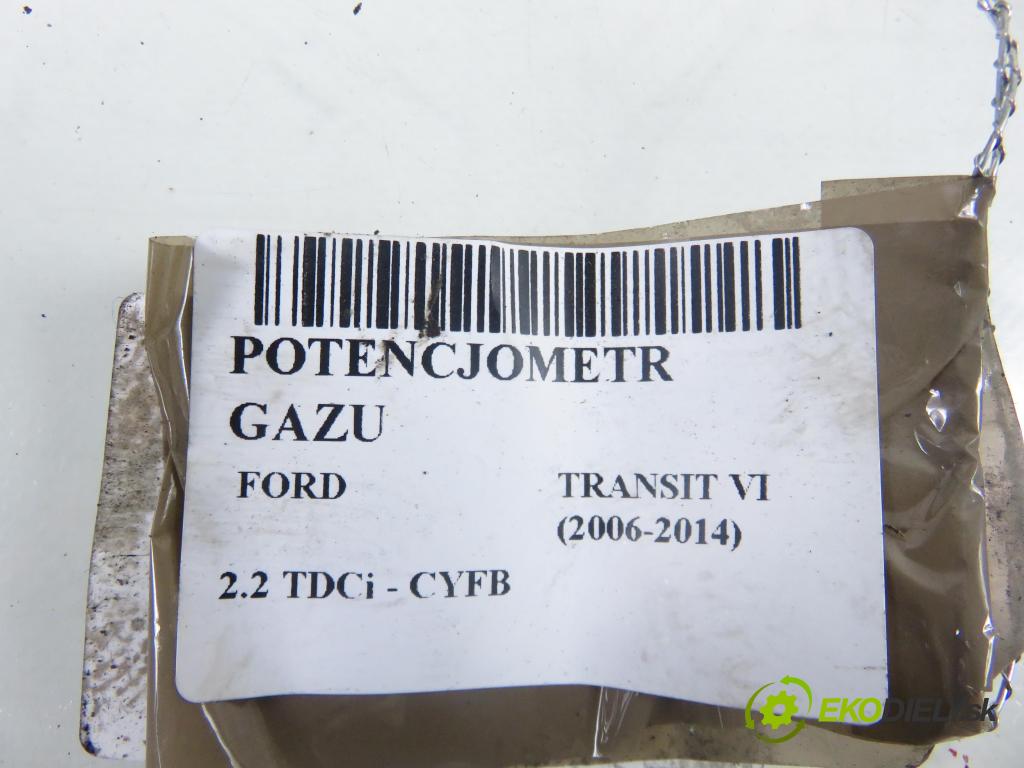 POTENCJOMETR
GAZU
FORD TRANSIT VI
(2006-2014)
2.2 TDCi - CYFB
EKODIELY.sk